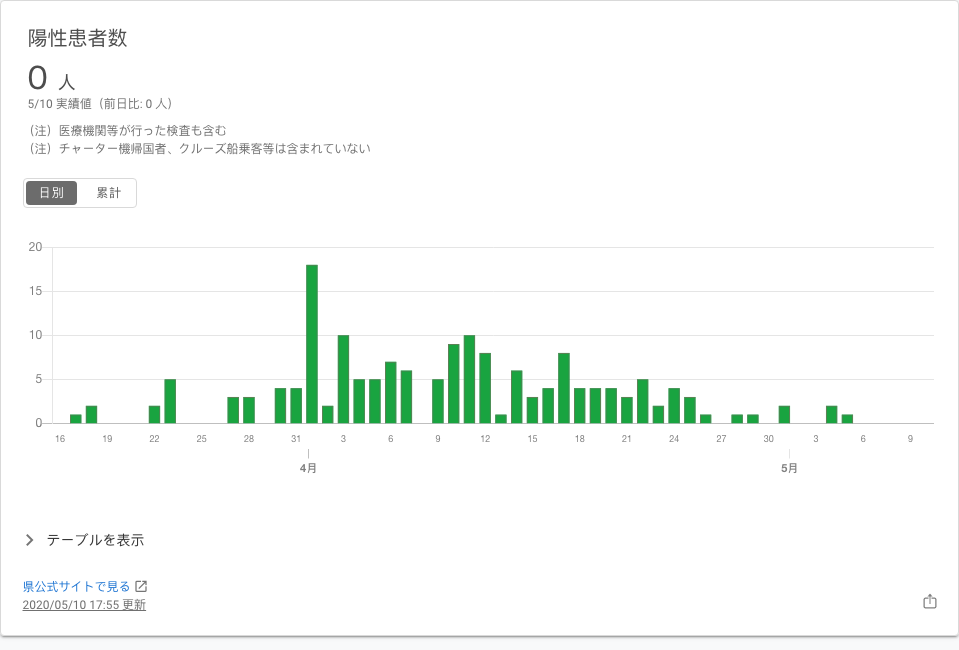 陽性患者数
0 人
5/10 実績値（前日比: 0 人）
（注）医療機関等が行った検査も含む
（注）チャーター機帰国者、クルーズ船乗客等は含まれていない
日別 累計
20
15
10
5
0
16 19 22 25 28 31 3 6 9 12 15 18 21 24 27 30 3 6 9
4月 5月
テーブルを表示
県公式サイトで見る
2020/05/10 17:55 更新